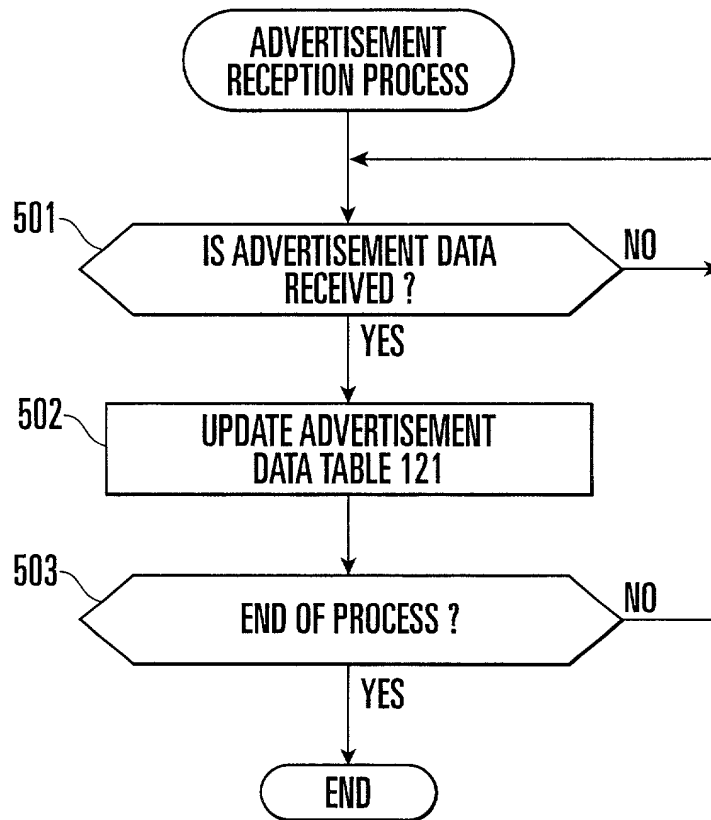 ADVERTISEMENT
RECEPTION PROCESS
501
IS ADVERTISEMENT DATA
RECEIVED ?
NO
YES
502
UPDATE ADVERTISEMENT
DATA TABLE 121
503
END OF PROCESS ?
NO
YES
END